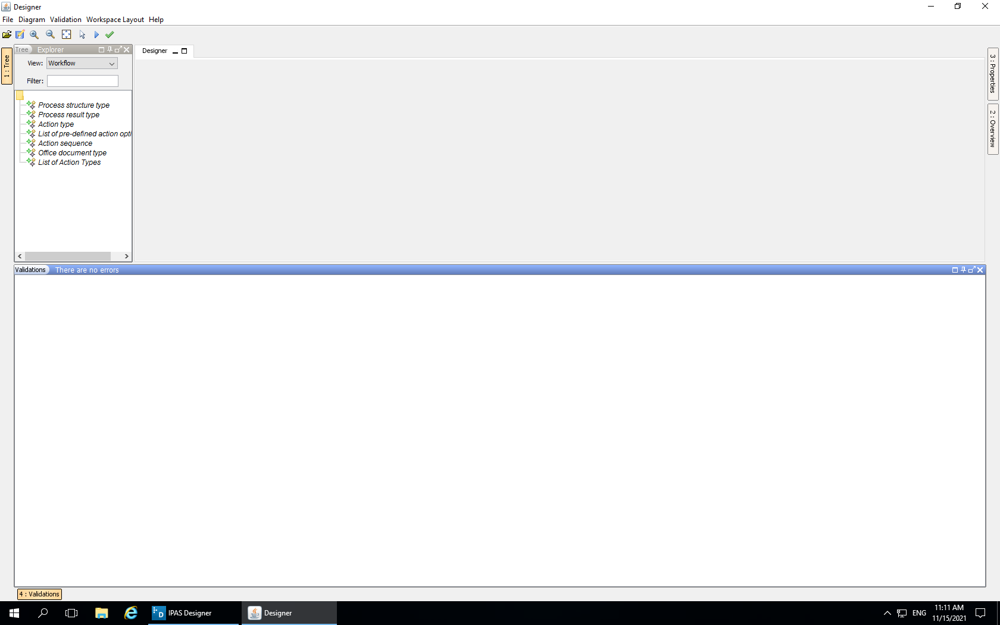 Designer
File Diagram Validation Workspace Layout Help
1 : Tree
Tree Explorer
View: Workflow
Filter:
Process structure type
Process result type
Action type
List of pre-defined action opti
Action sequence
Office document type
List of Action Types
Designer
3 : Properties
2 : Overview
Validations There are no errors
4 : Validations
IPAS Designer
Designer
ENG
11:11 AM
11/15/2021